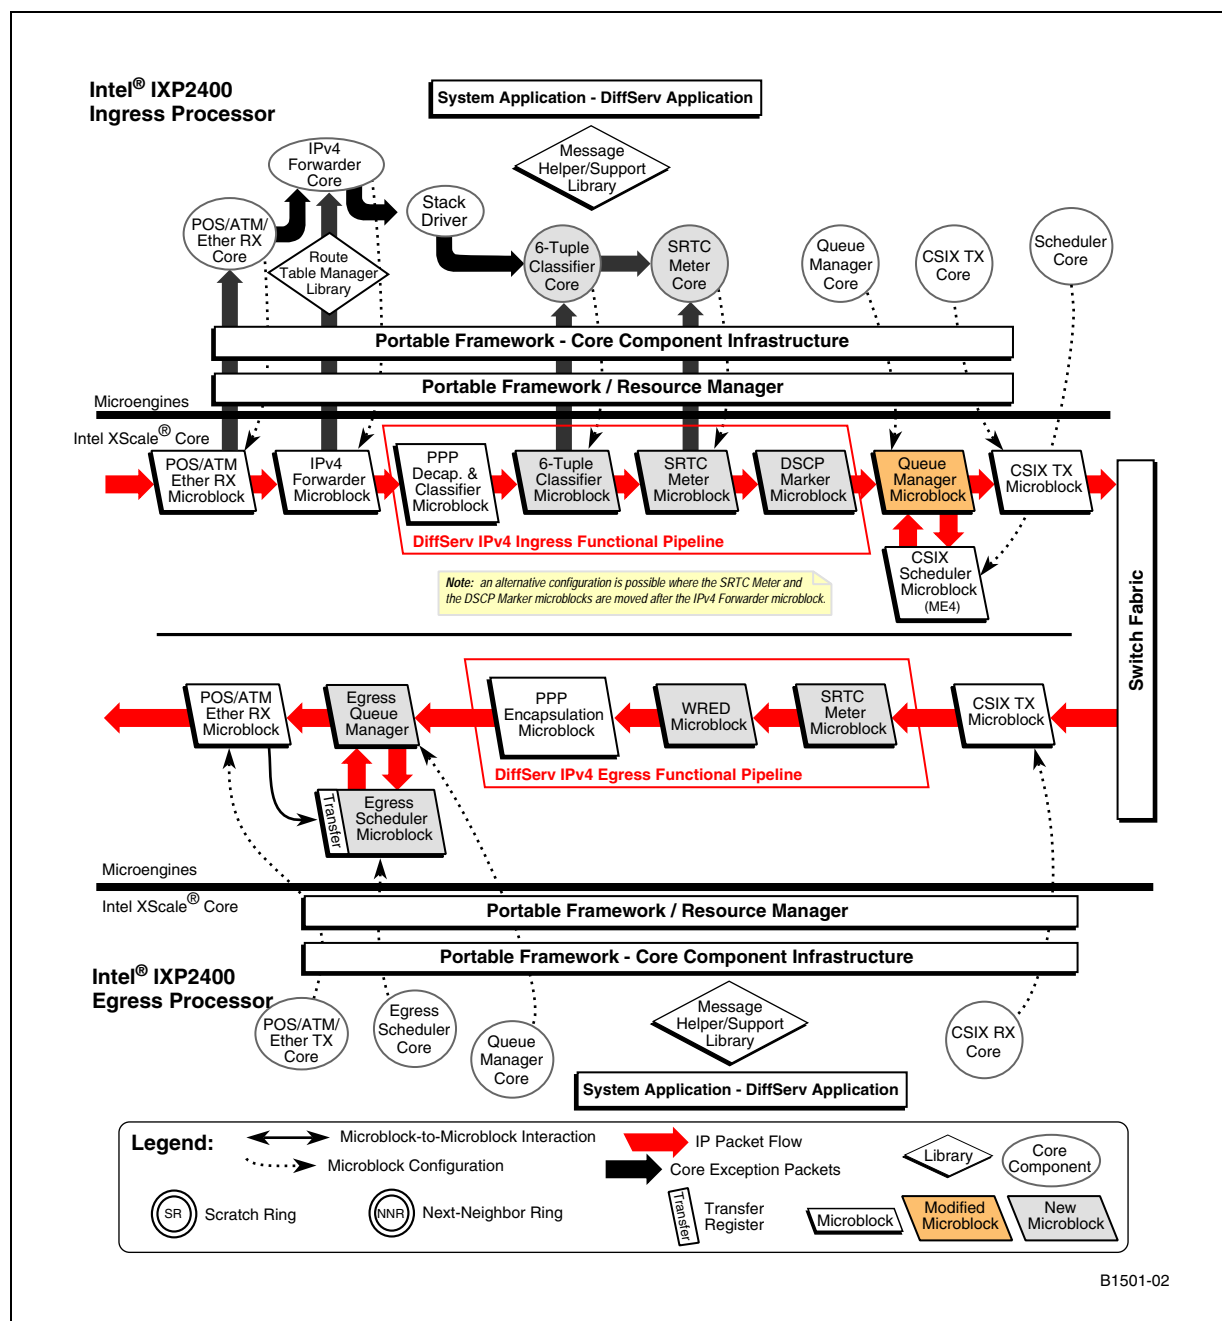 Intel® IXP2400
Ingress Processor
System Application - DiffServ Application
Message
Helper/Support
Library
IPv4
Forwarder
Core
Stack
Driver
POS/ATM/
Ether RX
Core
Route
Table Manager
Library
6-Tuple
Classifier
Core
SRTC
Meter
Core
Queue
Manager
Core
CSIX TX
Core
Scheduler
Core
Portable Framework - Core Component Infrastructure
Portable Framework / Resource Manager
Microengines
Intel XScale® Core
POS/ATM
Ether RX
Microblock
IPv4
Forwarder
Microblock
PPP
Decap. &
Classifier
Microblock
6-Tuple
Classifier
Microblock
SRTC
Meter
Microblock
DSCP
Marker
Microblock
Queue
Manager
Microblock
CSIX TX
Microblock
DiffServ IPv4 Ingress Functional Pipeline
CSIX
Scheduler
Microblock
(ME4)
Note: an alternative configuration is possible where the SRTC Meter and
the DSCP Marker microblocks are moved after the IPv4 Forwarder microblock.
Switch Fabric
POS/ATM
Ether RX
Microblock
Egress
Queue
Manager
PPP
Encapsulation
Microblock
WRED
Microblock
SRTC
Meter
Microblock
CSIX TX
Microblock
DiffServ IPv4 Egress Functional Pipeline
Transfer
Egress
Scheduler
Microblock
Microengines
Intel XScale® Core
Portable Framework / Resource Manager
Portable Framework - Core Component Infrastructure
Intel® IXP2400
Egress Processor
POS/ATM/
Ether TX
Core
Egress
Scheduler
Core
Queue
Manager
Core
Message
Helper/Support
Library
CSIX RX
Core
System Application - DiffServ Application
Legend:
Microblock-to-Microblock Interaction
Microblock Configuration
IP Packet Flow
Core Exception Packets
Library
Core
Component
SR
Scratch Ring
NNR
Next-Neighbor Ring
Transfer
Transfer
Register
Microblock
Modified
Microblock
New
Microblock
B1501-02